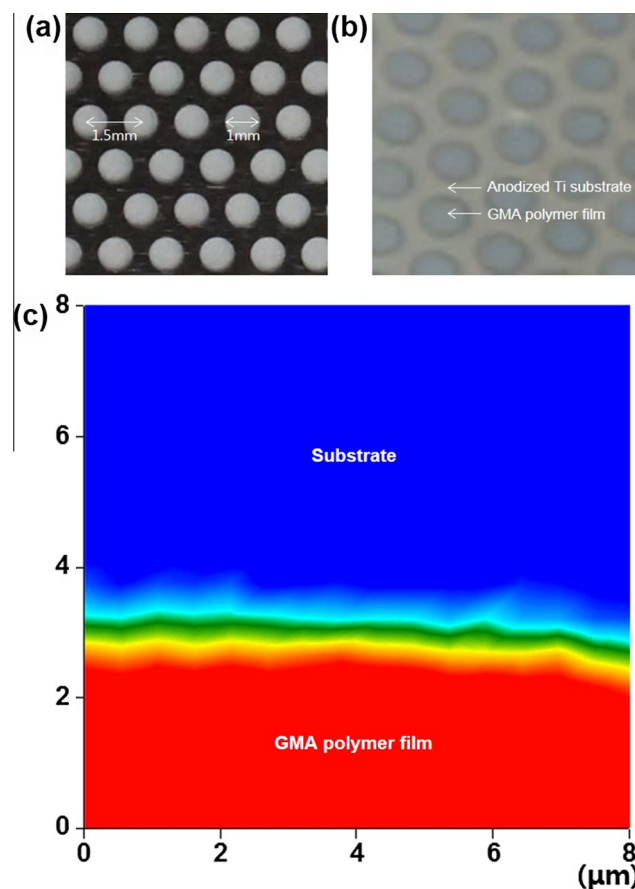 (a)
(b)
1.5mm
1mm
Anodized Ti substrate
GMA polymer film
(c)
8
6
4
2
0
Substrate
GMA polymer film
0 2 4 6 8
(μm)